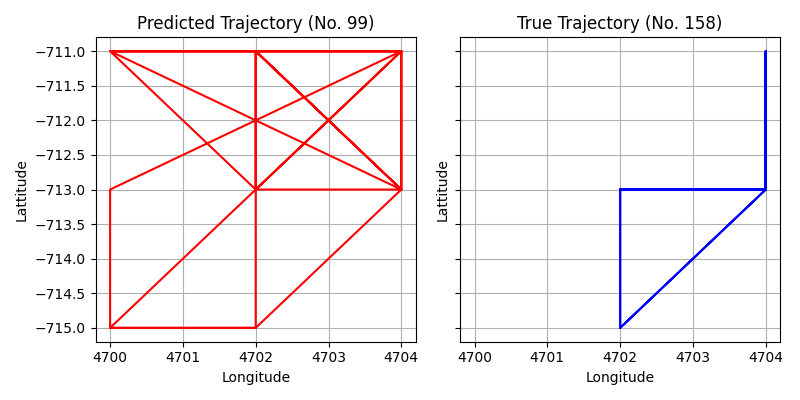 Predicted Trajectory (No. 99)
−711.0
−711.5
−712.0
−712.5
−713.0
−713.5
−714.0
−714.5
−715.0
Lattitude
4700 4701 4702 4703 4704
Longitude
True Trajectory (No. 158)
Lattitude
4700 4701 4702 4703 4704
Longitude